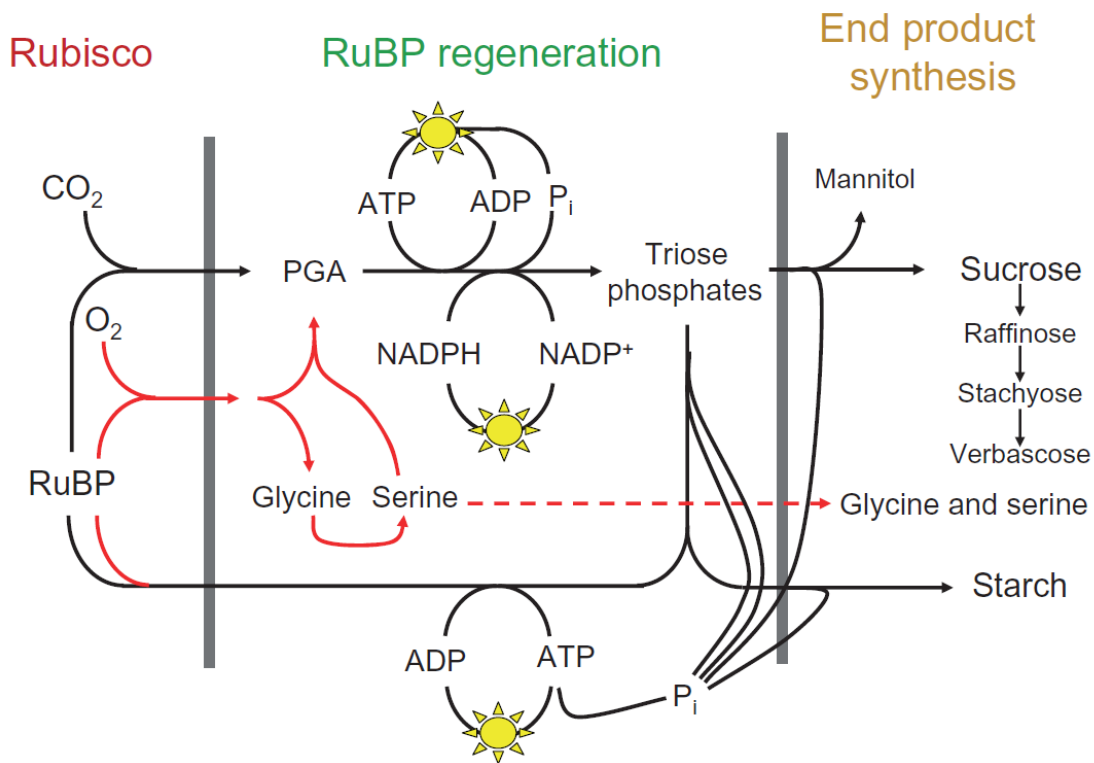 Rubisco
RuBP regeneration
End product
synthesis
CO₂
ATP
ADP
Pᵢ
Mannitol
PGA
Triose
phosphates
Sucrose
O₂
NADPH
NADP⁺
Raffinose
Stachyose
Verbascose
RuBP
Glycine
Serine
Glycine and serine
Starch
ADP
ATP
Pᵢ